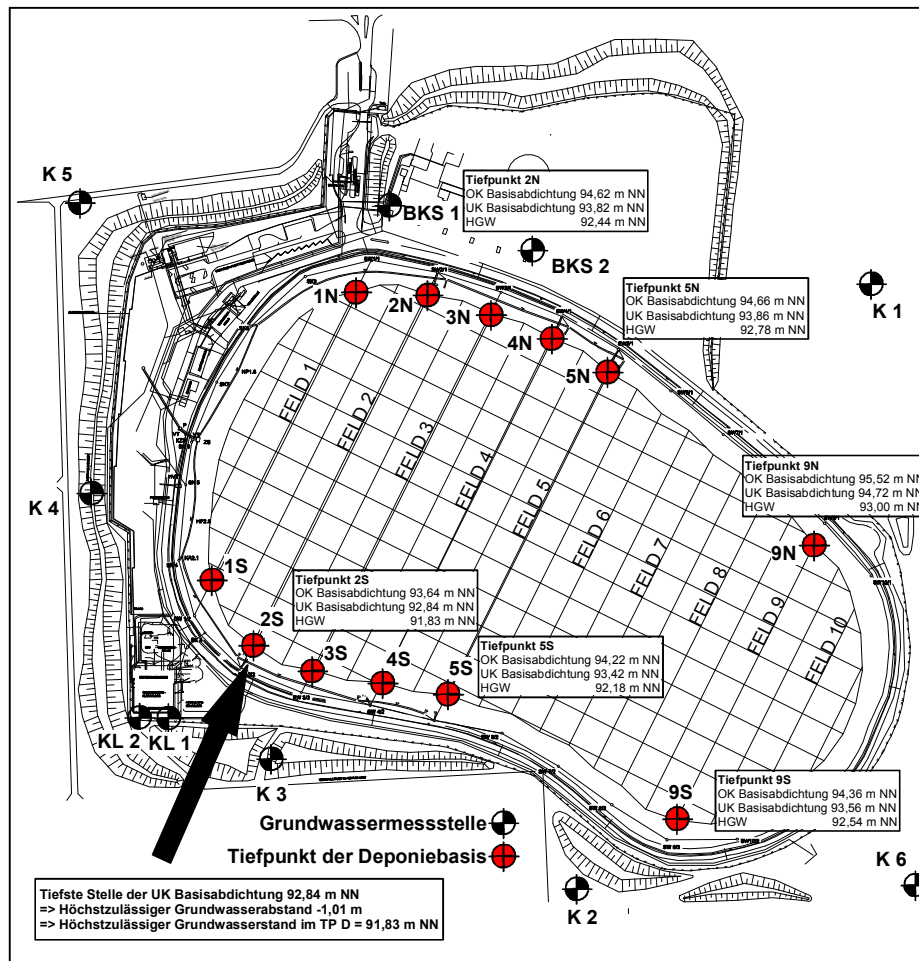 K 5
BKS 1
Tiefpunkt 2N
OK Basisabdichtung 94,62 m NN
UK Basisabdichtung 93,82 m NN
HGW 92,44 m NN
BKS 2
K 1
Tiefpunkt 5N
OK Basisabdichtung 94,66 m NN
UK Basisabdichtung 93,86 m NN
HGW 92,78 m NN
1N
2N
3N
4N
5N
FELD 1
FELD 2
FELD 3
FELD 4
FELD 5
FELD 6
FELD 7
FELD 8
FELD 9
FELD 10
K 4
Tiefpunkt 9N
OK Basisabdichtung 95,52 m NN
UK Basisabdichtung 94,72 m NN
HGW 93,00 m NN
9N
1S
Tiefpunkt 2S
OK Basisabdichtung 93,64 m NN
UK Basisabdichtung 92,84 m NN
HGW 91,83 m NN
2S
3S
4S
5S
Tiefpunkt 5S
OK Basisabdichtung 94,22 m NN
UK Basisabdichtung 93,42 m NN
HGW 92,18 m NN
KL 2
KL 1
K 3
9S
Tiefpunkt 9S
OK Basisabdichtung 94,36 m NN
UK Basisabdichtung 93,56 m NN
HGW 92,54 m NN
Grundwassermessstelle
Tiefpunkt der Deponiebasis
K 2
K 6
Tiefste Stelle der UK Basisabdichtung 92,84 m NN
=> Höchstzulässiger Grundwasserabstand -1,01 m
=> Höchstzulässiger Grundwasserstand im TP D = 91,83 m NN